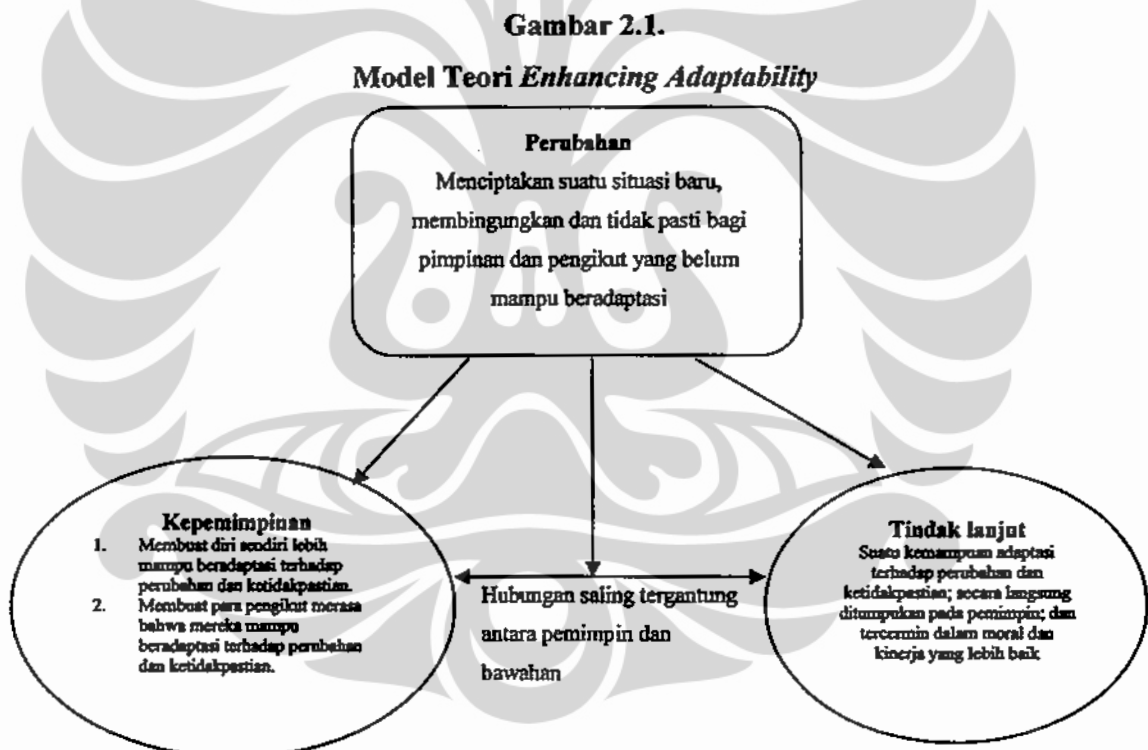 Gambar 2.1.
Model Teori Enhancing Adaptability
Perubahan
Menciptakan suatu situasi baru,
membingungkan dan tidak pasti bagi
pimpinan dan pengikut yang belum
mampu beradaptasi
Kepemimpinan
1. Membuat diri sendiri lebih
mampu beradaptasi terhadap
perubahan dan ketidakpastian.
2. Membuat para pengikut merasa
bahwa mereka mampu
beradaptasi terhadap perubahan
dan ketidakpastian.
Hubungan saling tergantung
antara pemimpin dan
bawahan
Tindak lanjut
Suatu kemampuan adaptasi
terhadap perubahan dan
ketidakpastian; secara langsung
ditumpukan pada pemimpin; dan
tercermin dalam moral dan
kinerja yang lebih baik